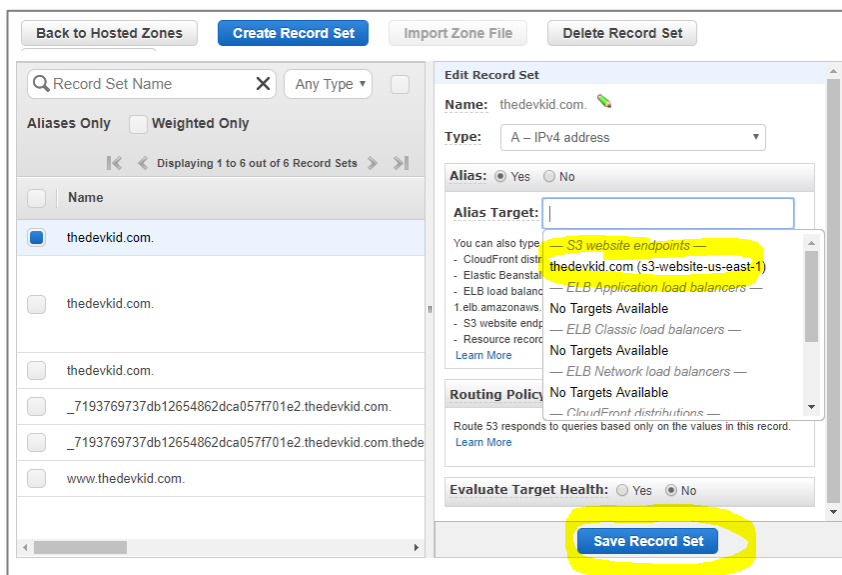 Back to Hosted Zones Create Record Set Import Zone File Delete Record Set
Record Set Name X Any Type
Aliases Only Weighted Only
Displaying 1 to 6 out of 6 Record Sets
Name
thedevkid.com.
thedevkid.com.
thedevkid.com.
_7193769737db12654862dca057f701e2.thedevkid.com.
_7193769737db12654862dca057f701e2.thedevkid.com.thede
www.thedevkid.com.
Edit Record Set
Name: thedevkid.com.
Type: A – IPv4 address
Alias: Yes No
Alias Target:
You can also type
- CloudFront distr
- Elastic Beanstal
- ELB load balanc
1.elb.amazonaws.
- S3 website endp
- Resource record
Learn More
— S3 website endpoints —
thedevkid.com (s3-website-us-east-1)
— ELB Application load balancers —
No Targets Available
— ELB Classic load balancers —
No Targets Available
— ELB Network load balancers —
No Targets Available
— CloudFront distributions —
Routing Policy
Route 53 responds to queries based only on the values in this record.
Learn More
Evaluate Target Health: Yes No
Save Record Set